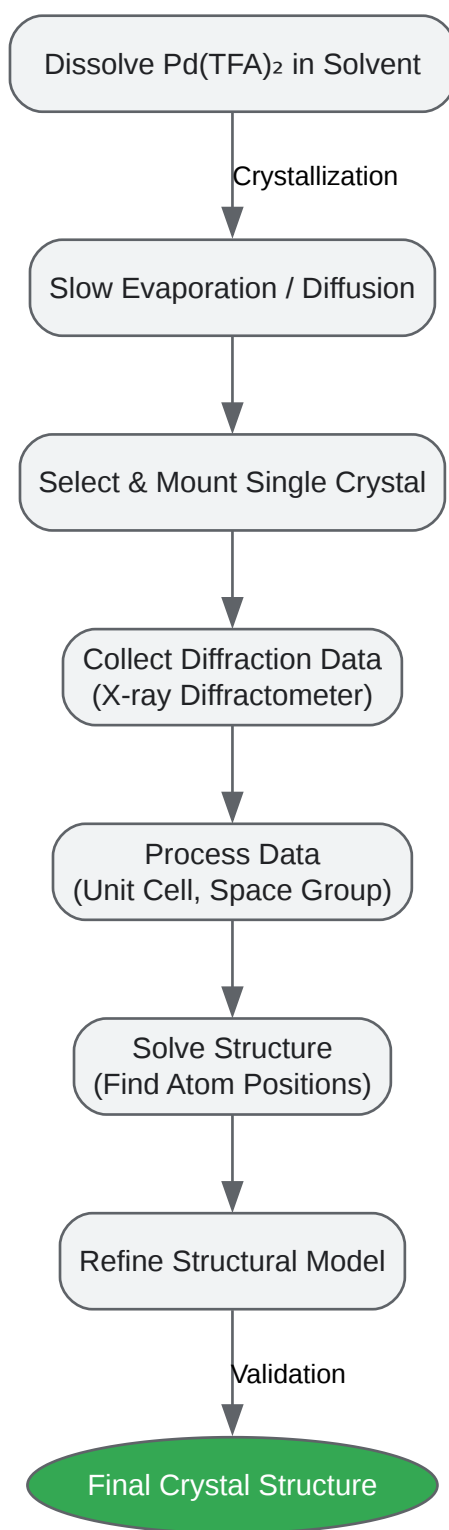 Dissolve Pd(TFA)₂ in Solvent
Crystallization
Slow Evaporation / Diffusion
Select & Mount Single Crystal
Collect Diffraction Data
(X-ray Diffractometer)
Process Data
(Unit Cell, Space Group)
Solve Structure
(Find Atom Positions)
Refine Structural Model
Validation
Final Crystal Structure